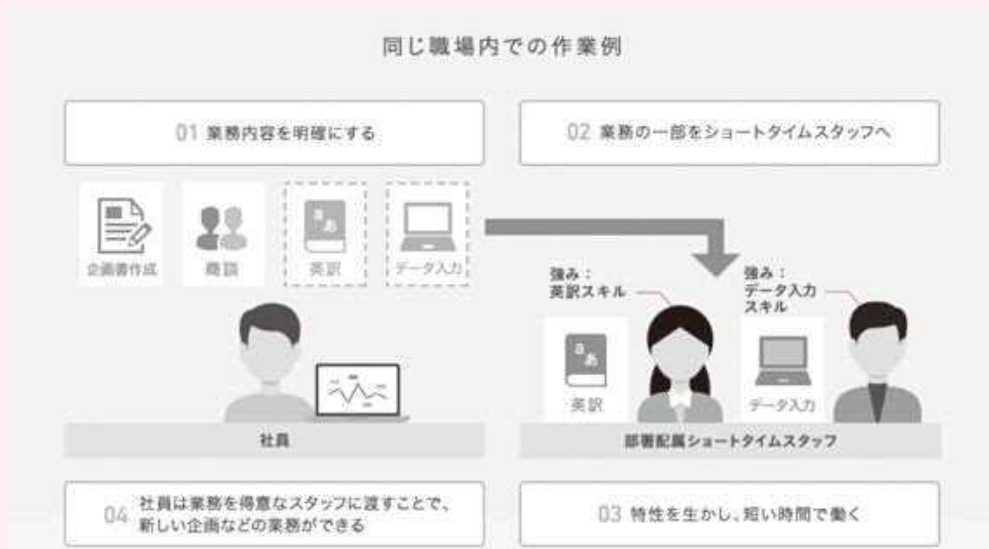 同じ職場内での作業例
01 業務内容を明確にする
02 業務の一部をショートタイムスタッフへ
企画書作成
商談
a
あ
英訳
データ入力
強み：
英訳スキル
強み：
データ入力
スキル
a
あ
英訳
データ入力
社員
部署配属ショートタイムスタッフ
04 社員は業務を得意なスタッフに渡すことで、
新しい企画などの業務ができる
03 特性を生かし、短い時間で働く